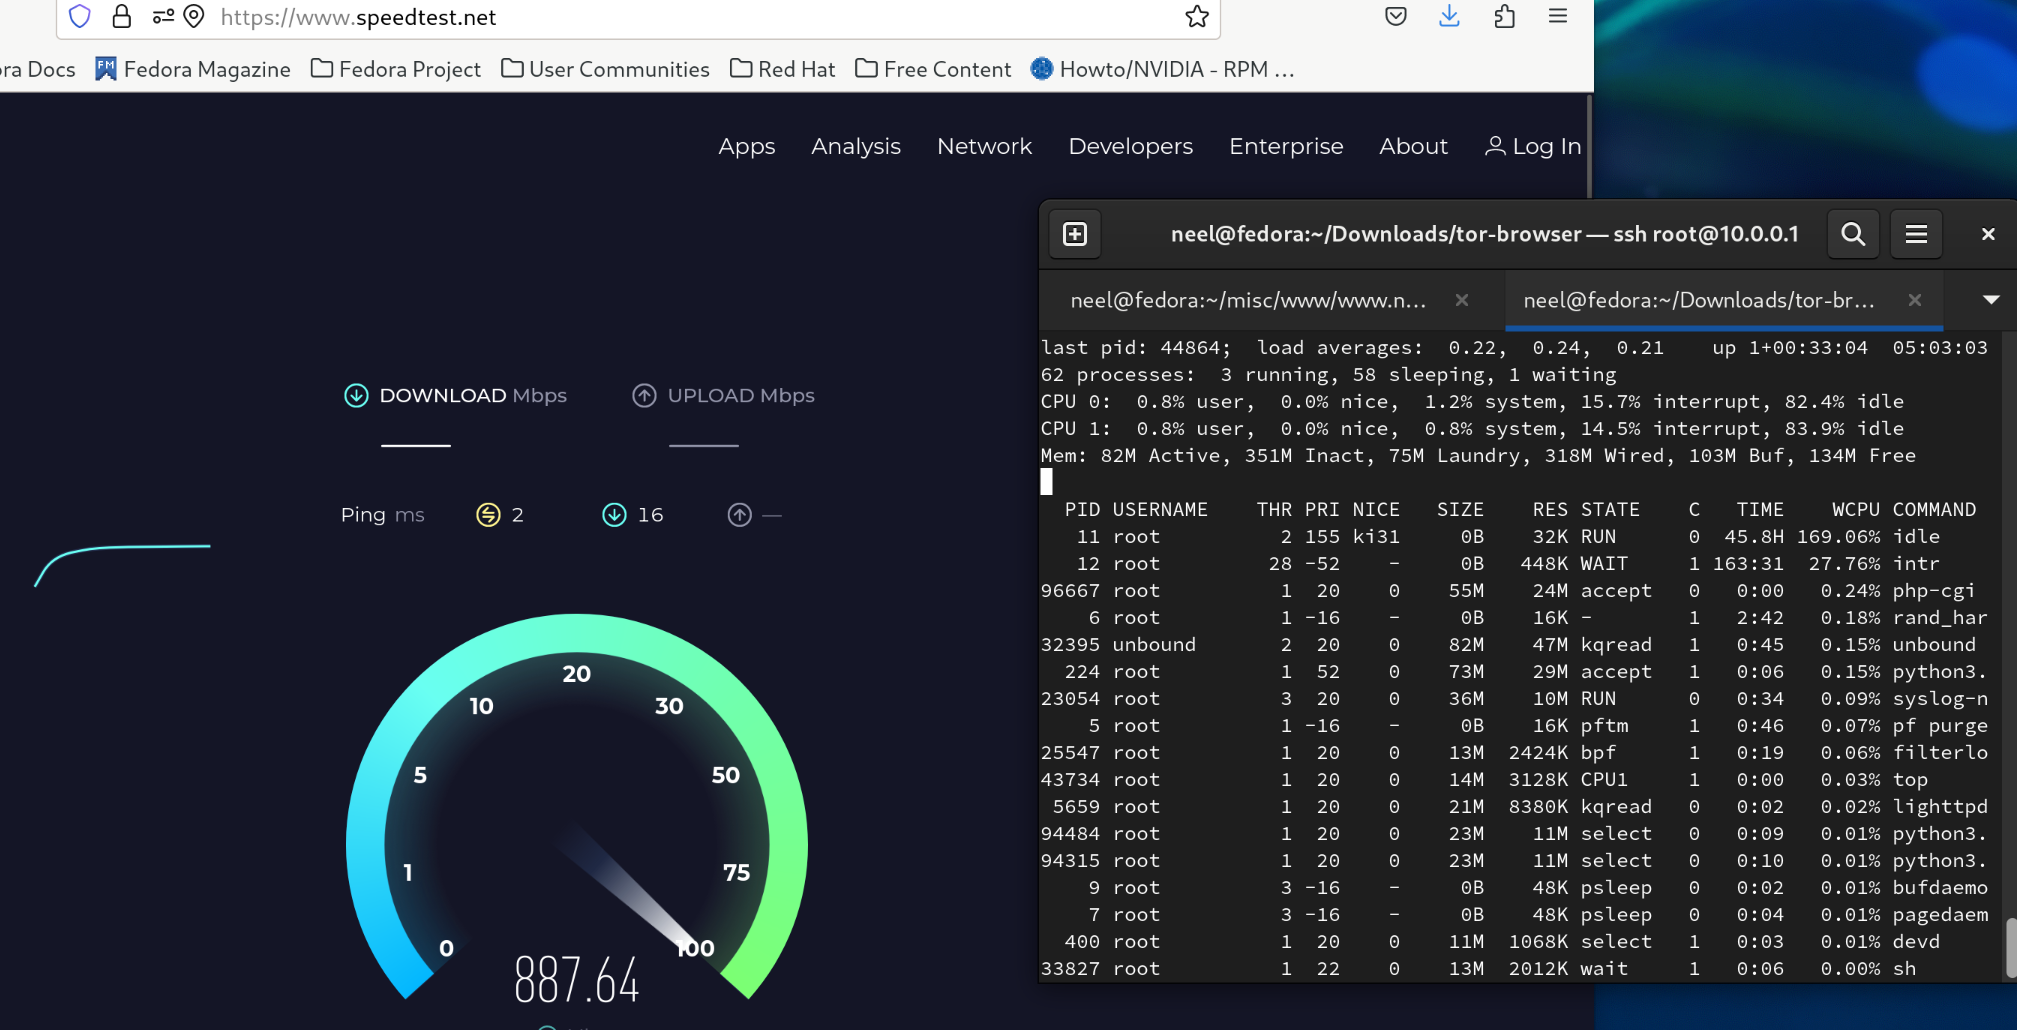 https://www.speedtest.net
ora Docs FM Fedora Magazine Fedora Project User Communities Red Hat Free Content Howto/NVIDIA - RPM …
Apps Analysis Network Developers Enterprise About Log In
DOWNLOAD Mbps UPLOAD Mbps
Ping ms 2 16 —
20
10 30
5 50
1 75
0 100
887.64
neel@fedora:~/Downloads/tor-browser — ssh root@10.0.0.1
neel@fedora:~/misc/www/www.n… neel@fedora:~/Downloads/tor-br…
last pid: 44864;  load averages:  0.22,  0.24,  0.21    up 1+00:33:04  05:03:03
62 processes:  3 running, 58 sleeping, 1 waiting
CPU 0:  0.8% user,  0.0% nice,  1.2% system, 15.7% interrupt, 82.4% idle
CPU 1:  0.8% user,  0.0% nice,  0.8% system, 14.5% interrupt, 83.9% idle
Mem: 82M Active, 351M Inact, 75M Laundry, 318M Wired, 103M Buf, 134M Free
PID USERNAME    THR PRI NICE   SIZE    RES STATE    C   TIME    WCPU COMMAND
11 root          2 155 ki31     0B    32K RUN      0  45.8H 169.06% idle
12 root         28 -52    -     0B   448K WAIT     1 163:31  27.76% intr
96667 root          1  20    0    55M    24M accept   0   0:00   0.24% php-cgi
6 root          1 -16    -     0B    16K -        1   2:42   0.18% rand_har
32395 unbound       2  20    0    82M    47M kqread   1   0:45   0.15% unbound
224 root          1  52    0    73M    29M accept   1   0:06   0.15% python3.
23054 root          3  20    0    36M    10M RUN      0   0:34   0.09% syslog-n
5 root          1 -16    -     0B    16K pftm     1   0:46   0.07% pf purge
25547 root          1  20    0    13M  2424K bpf      1   0:19   0.06% filterlo
43734 root          1  20    0    14M  3128K CPU1     1   0:00   0.03% top
5659 root          1  20    0    21M  8380K kqread   0   0:02   0.02% lighttpd
94484 root          1  20    0    23M    11M select   0   0:09   0.01% python3.
94315 root          1  20    0    23M    11M select   0   0:10   0.01% python3.
9 root          3 -16    -     0B    48K psleep   0   0:02   0.01% bufdaemo
7 root          3 -16    -     0B    48K psleep   0   0:04   0.01% pagedaem
400 root          1  20    0    11M  1068K select   1   0:03   0.01% devd
33827 root          1  22    0    13M  2012K wait     1   0:06   0.00% sh